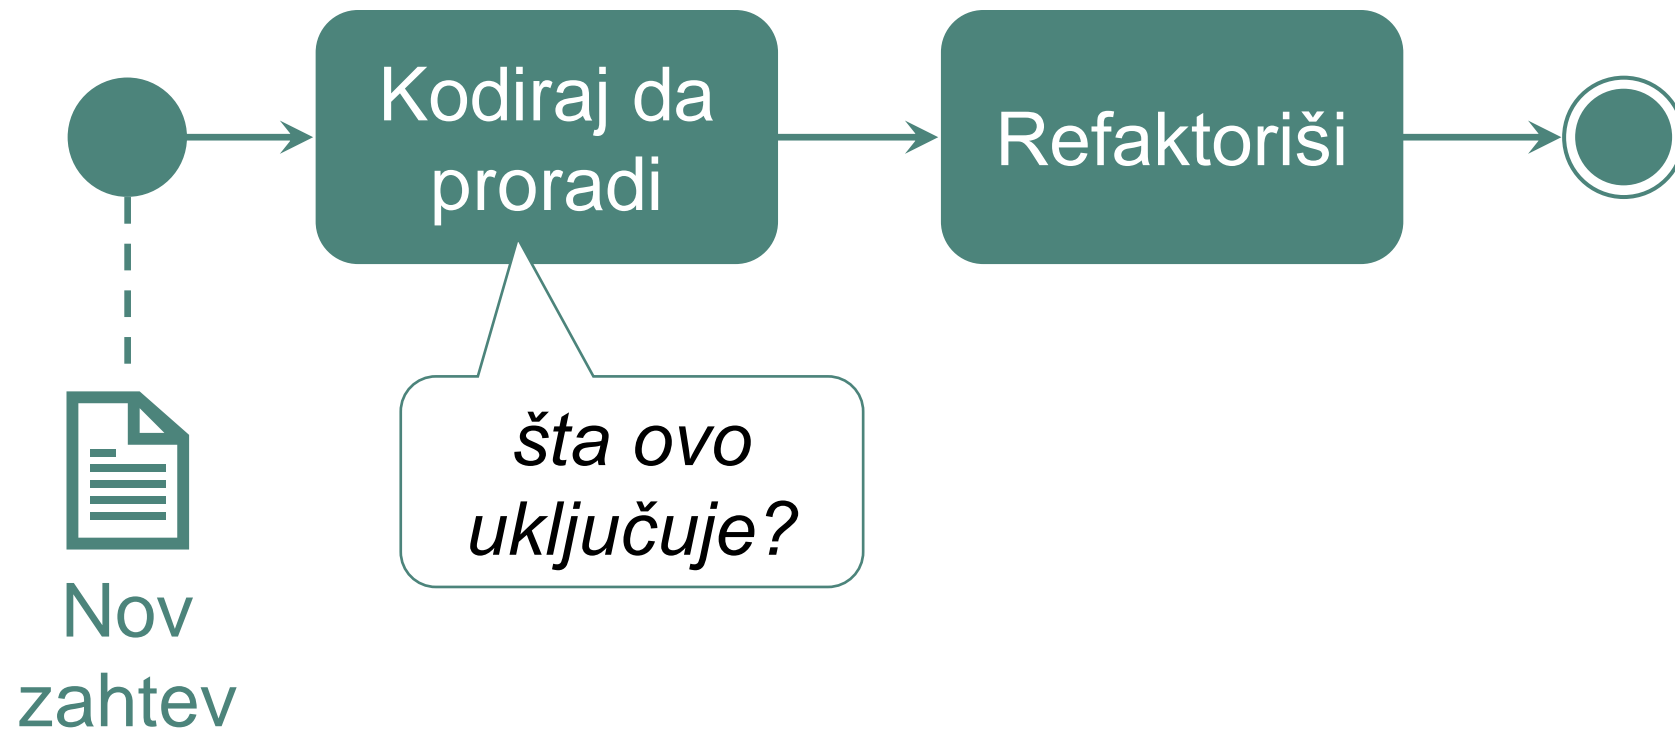 Kodiraj da
proradi
Refaktoriši
šta ovo
uključuje?
Nov
zahtev